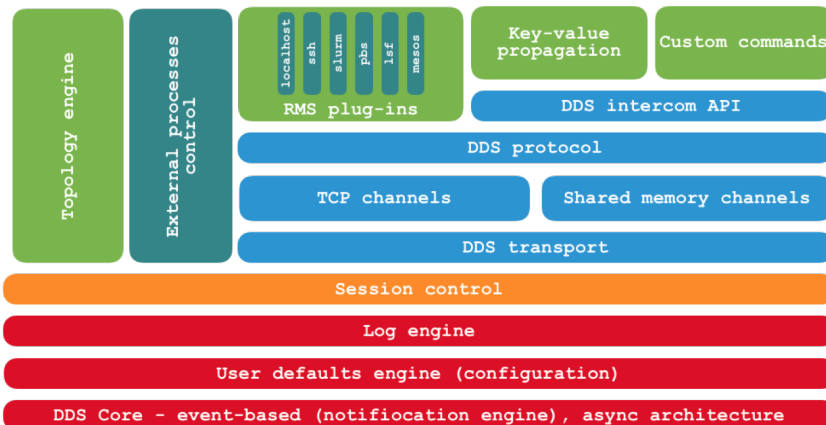 Topology engine
External processes
control
localhost
ssh
slurm
pbs
lsf
mesos
RMS plug-ins
Key-value
propagation
Custom commands
DDS intercom API
DDS protocol
TCP channels
Shared memory channels
DDS transport
Session control
Log engine
User defaults engine (configuration)
DDS Core - event-based (notifiocation engine), async architecture